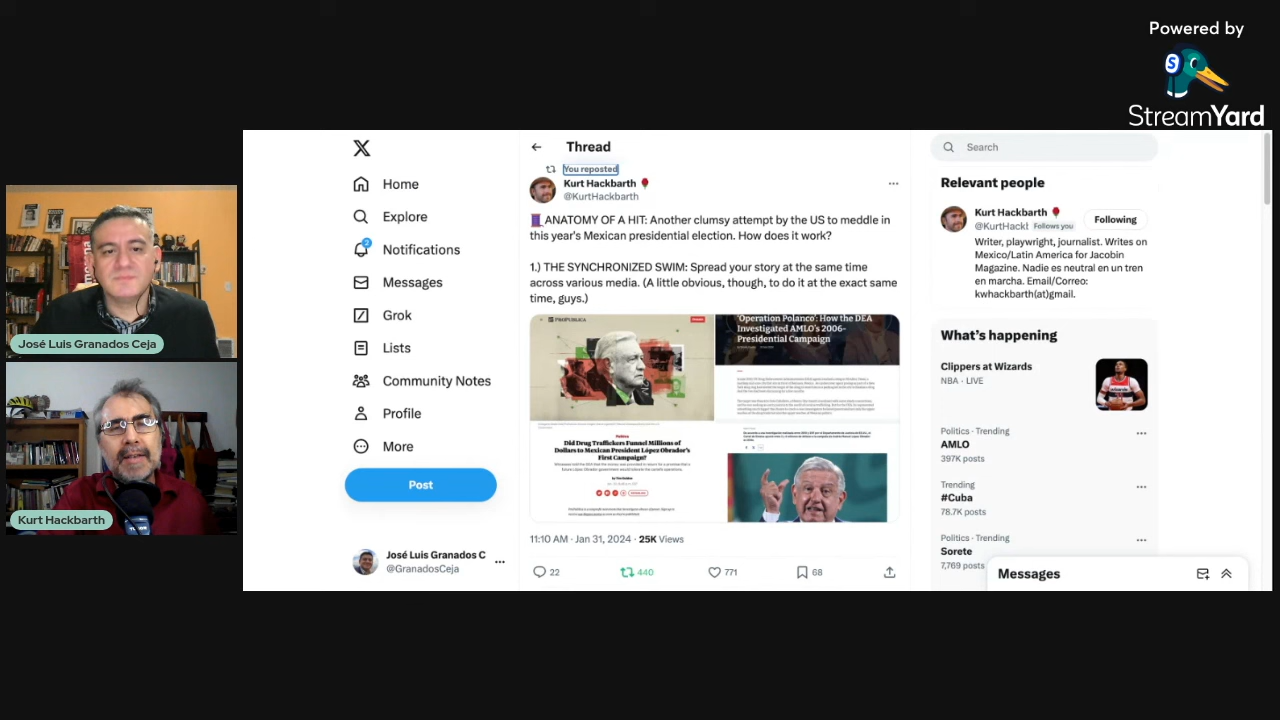 Powered by
StreamYard
José Luis Granados Ceja
Kurt Hackbarth
X
Home
Explore
2
Notifications
Messages
Grok
Lists
Community Notes
Profile
More
Post
José Luis Granados C
@GranadosCeja
Thread
You reposted
Kurt Hackbarth
@KurtHackbarth
ANATOMY OF A HIT: Another clumsy attempt by the US to meddle in
this year's Mexican presidential election. How does it work?
1.) THE SYNCHRONIZED SWIM: Spread your story at the same time
across various media. (A little obvious, though, to do it at the exact same
time, guys.)
PROPUBLICA
'Operation Polanco': How the DEA
Investigated AMLO's 2006
Presidential Campaign
Did Drug Traffickers Funnel Millions of
Dollars to Mexican President López Obrador's
First Campaign?
11:10 AM · Jan 31, 2024 · 25K Views
22
440
771
68
Search
Relevant people
Kurt Hackbarth
@KurtHackl
Follows you
Following
Writer, playwright, journalist. Writes on
Mexico/Latin America for Jacobin
Magazine. Nadie es neutral en un tren
en marcha. Email/Correo:
kwhackbarth(at)gmail.
What's happening
Clippers at Wizards
NBA · LIVE
Politics · Trending
AMLO
397K posts
Trending
#Cuba
78.7K posts
Politics · Trending
Sorete
7,769 posts
Messages